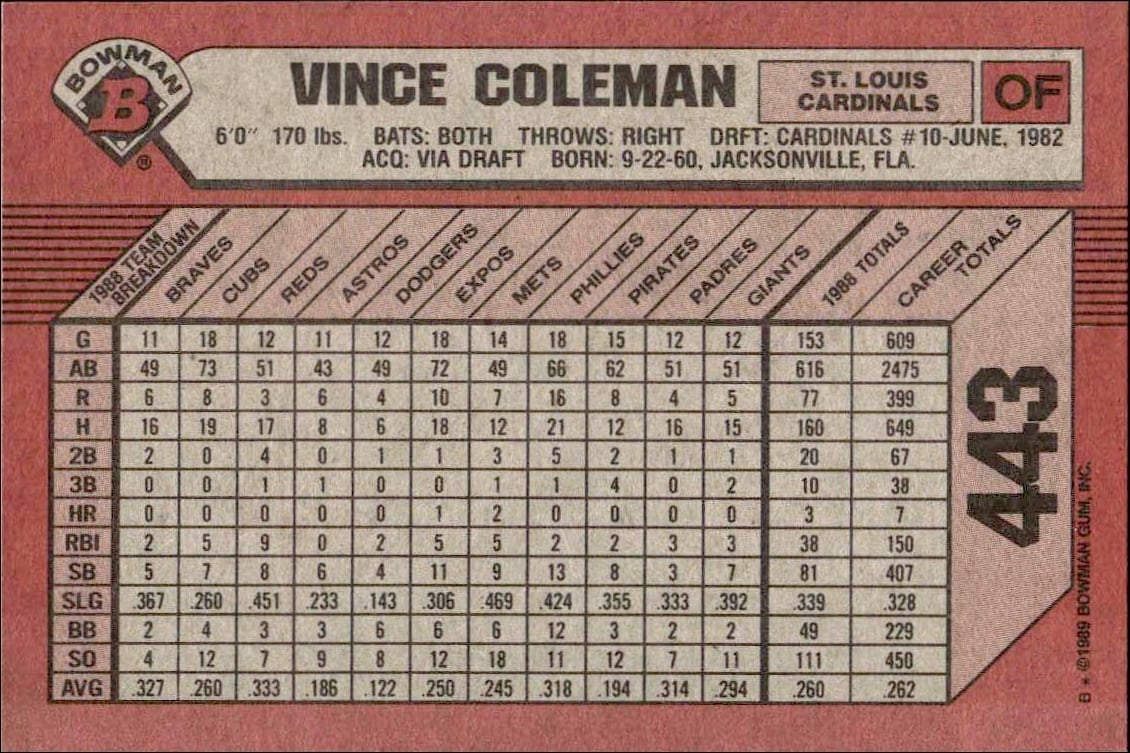 BOWMAN
B
®
VINCE COLEMAN
ST. LOUIS
CARDINALS
OF
6'0" 170 lbs. BATS: BOTH THROWS: RIGHT DRFT: CARDINALS #10-JUNE, 1982
ACQ: VIA DRAFT BORN: 9-22-60, JACKSONVILLE, FLA.
1988 TEAM BREAKDOWN BRAVES CUBS REDS ASTROS DODGERS EXPOS METS PHILLIES PIRATES PADRES GIANTS 1988 TOTALS CAREER TOTALS
G 11 18 12 11 12 18 14 18 15 12 12 153 609
AB 49 73 51 43 49 72 49 66 62 51 51 616 2475
R 6 8 3 6 4 10 7 16 8 4 5 77 399
H 16 19 17 8 6 18 12 21 12 16 15 160 649
2B 2 0 4 0 1 1 3 5 2 1 1 20 67
3B 0 0 1 1 0 0 1 1 4 0 2 10 38
HR 0 0 0 0 0 1 2 0 0 0 0 3 7
RBI 2 5 9 0 2 5 5 2 2 3 3 38 150
SB 5 7 8 6 4 11 9 13 8 3 7 81 407
SLG .367 .260 .451 .233 .143 .306 .469 .424 .355 .333 .392 .339 .328
BB 2 4 3 3 6 6 6 12 3 2 2 49 229
SO 4 12 7 9 8 12 18 11 12 7 11 111 450
AVG .327 .260 .333 .186 .122 .250 .245 .318 .194 .314 .294 .260 .262
443
B * ©1989 BOWMAN GUM, INC.